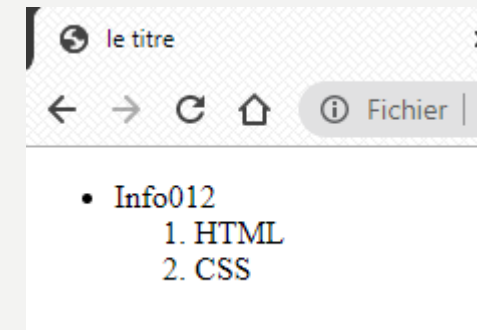 le titre
Fichier
• Info012
1. HTML
2. CSS